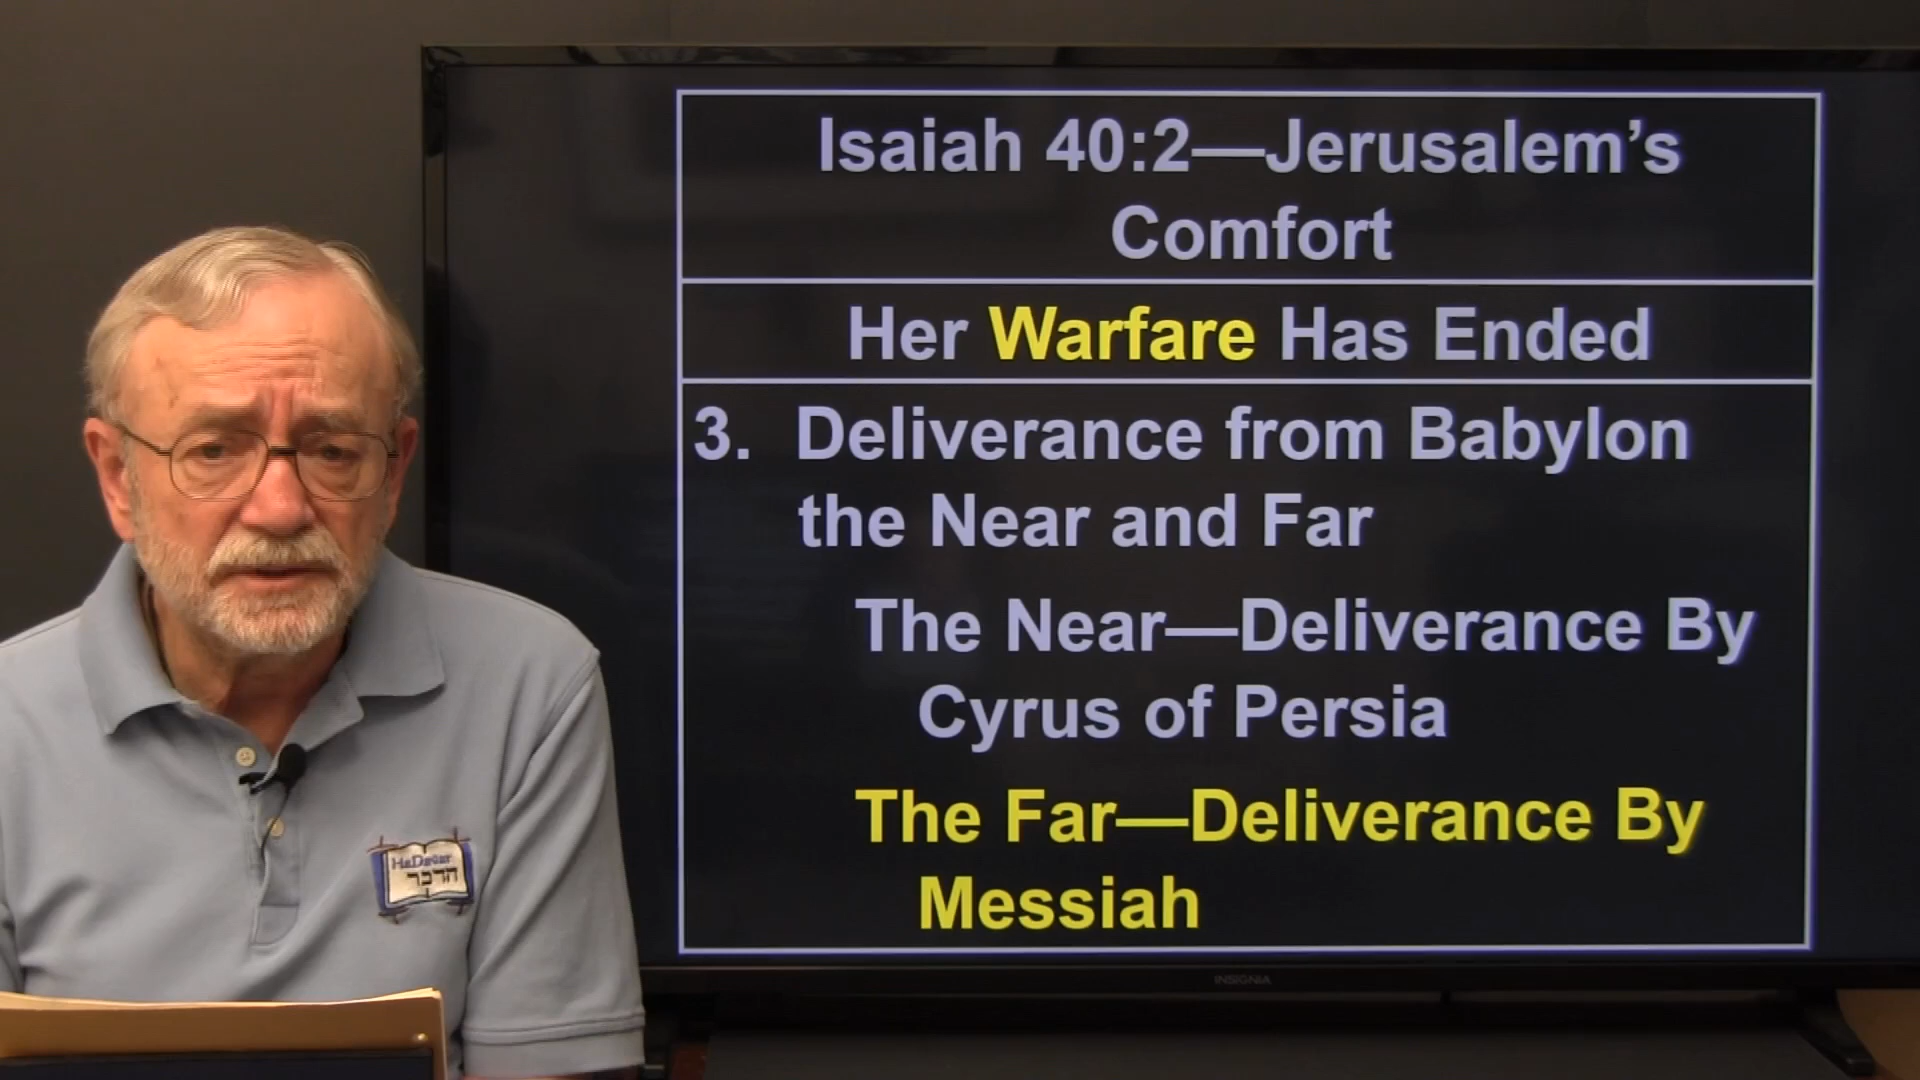 Isaiah 40:2—Jerusalem’s
Comfort
Her Warfare Has Ended
3. Deliverance from Babylon
the Near and Far
The Near—Deliverance By
Cyrus of Persia
The Far—Deliverance By
Messiah
INSIGNIA
HaDavar
הדבר